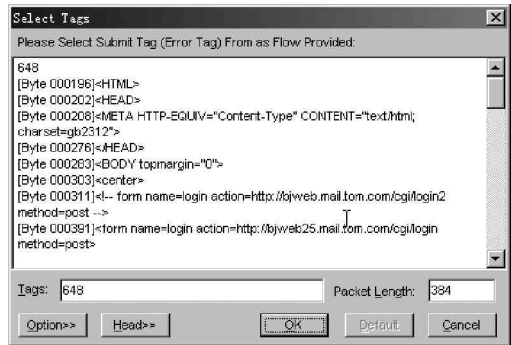 Select Tags
Please Select Submit Tag (Error Tag) From as Flow Provided:
648
[Byte 000196]<HTML>
[Byte 000202]<HEAD>
[Byte 000208]<META HTTP-EQUIV="Content-Type" CONTENT="text/html;
charset=gb2312">
[Byte 000276]</HEAD>
[Byte 000283]<BODY topmargin="0">
[Byte 000303]<center>
[Byte 000311]<!-- form name=login action=http://bjweb.mail.tom.com/cgi/login2
method=post -->
[Byte 000391]<form name=login action=http://bjweb25.mail.tom.com/cgi/login
method=post>
Tags: 648 Packet Length: 384
Option>> Head>> OK Default Cancel